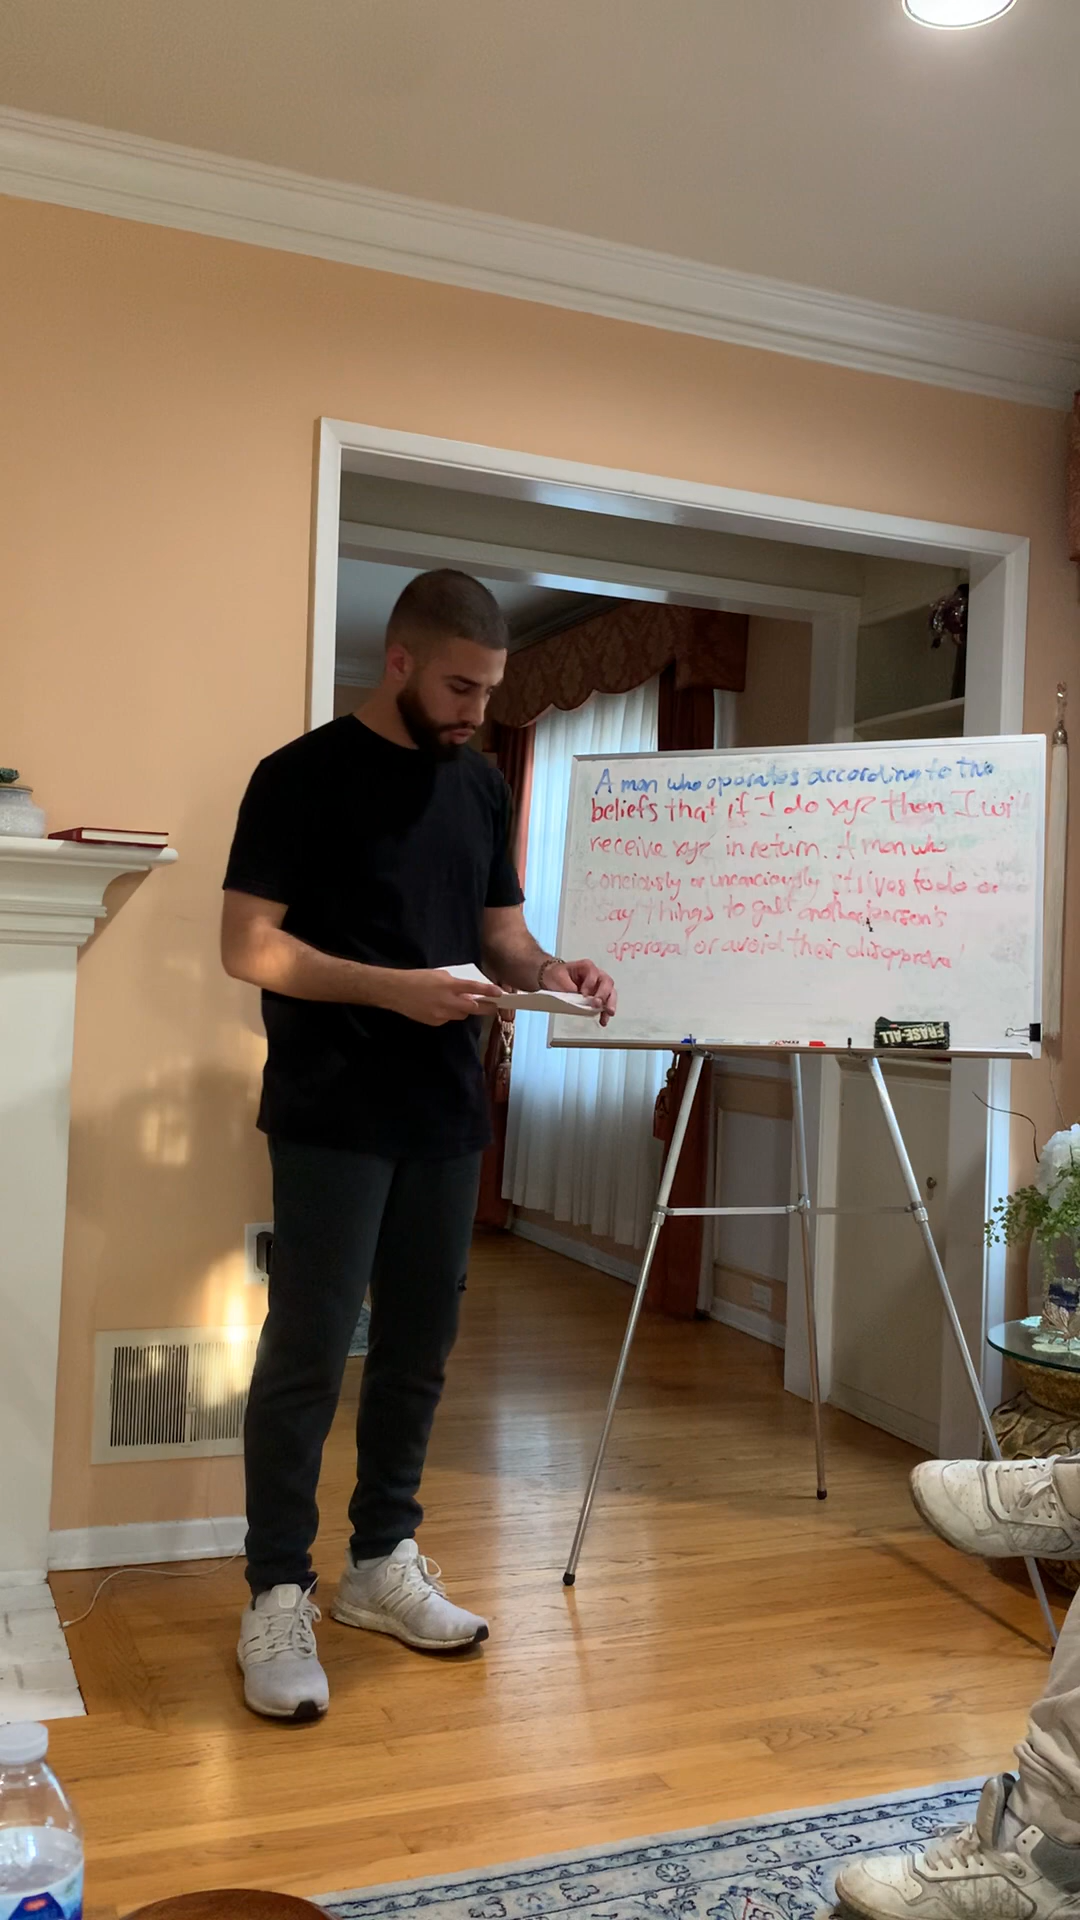 A man who operates according to the
beliefs that if I do xyz then I wil
receive xyz in return. A man who
conciously or unconciously strives to do or
say things to get another person's
approval or avoid their disapproval
ERASE-ALL